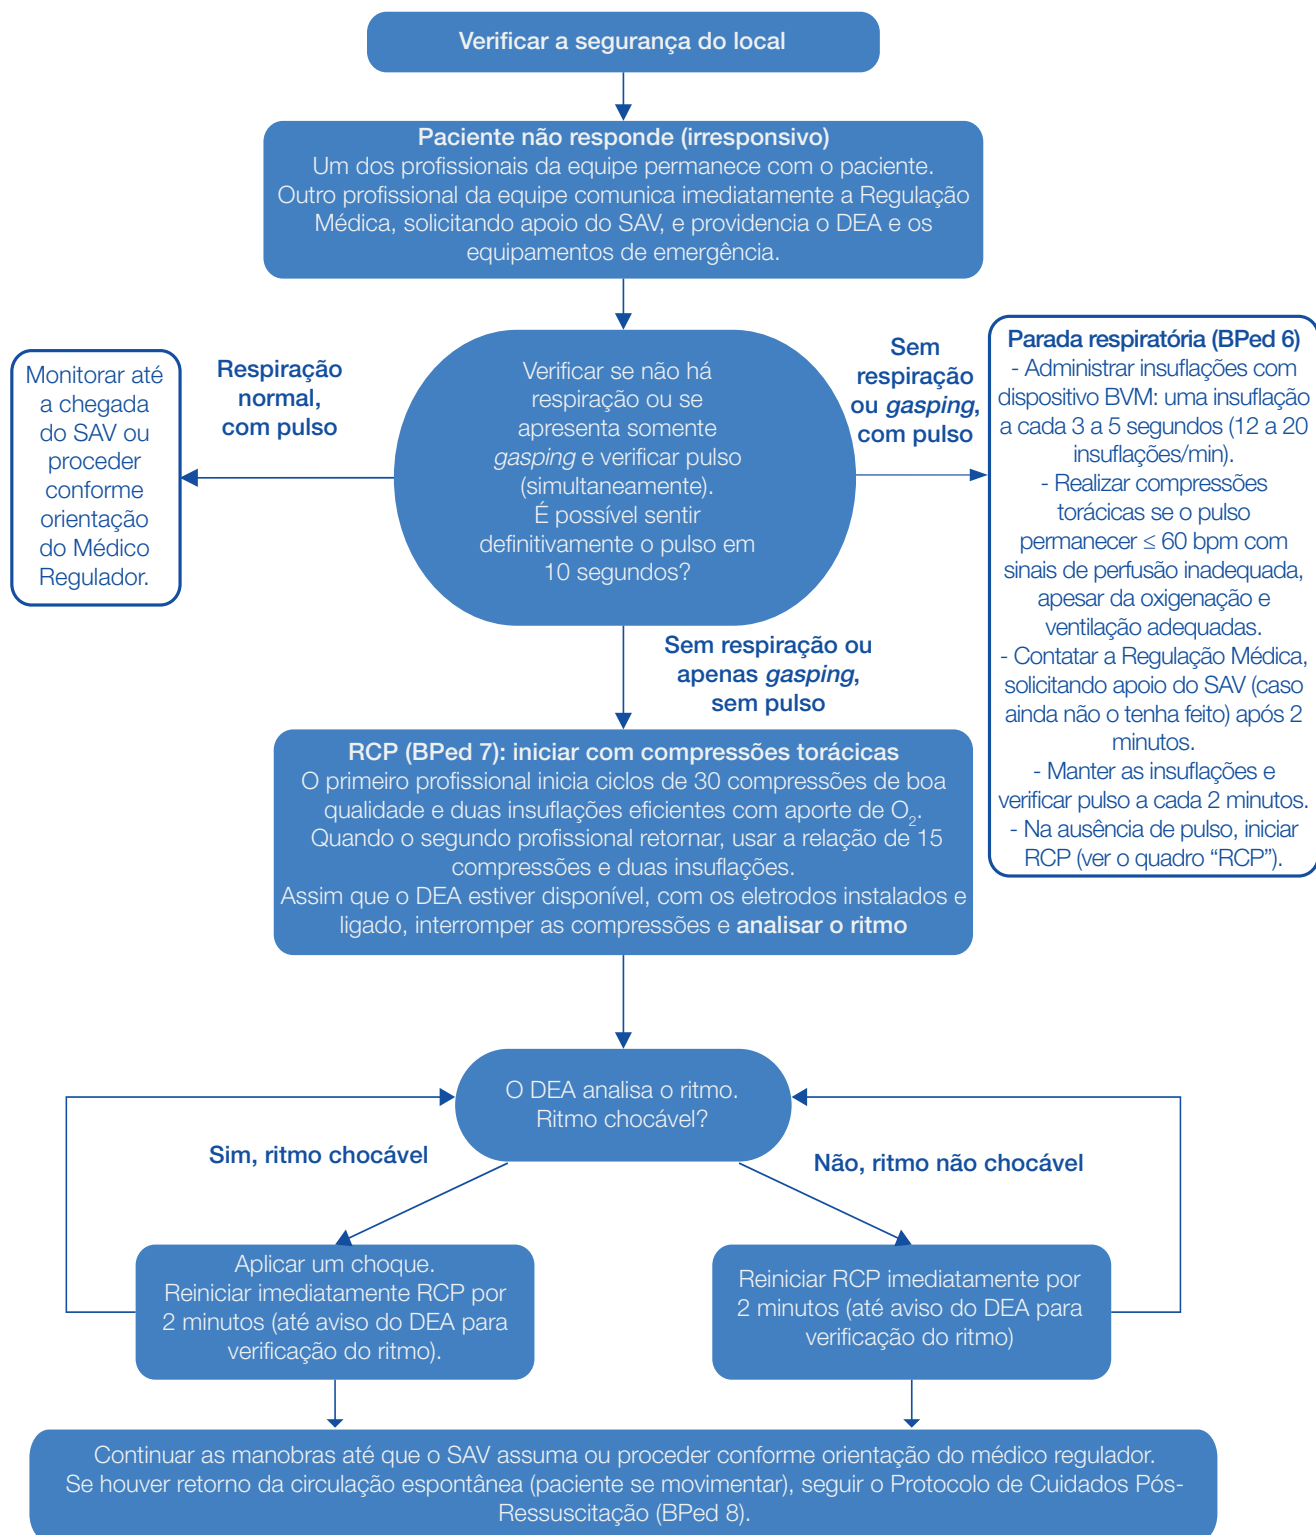 Verificar a segurança do local
Paciente não responde (irresponsivo)
Um dos profissionais da equipe permanece com o paciente.
Outro profissional da equipe comunica imediatamente a Regulação
Médica, solicitando apoio do SAV, e providencia o DEA e os
equipamentos de emergência.
Verificar se não há
respiração ou se
apresenta somente
gasping e verificar pulso
(simultaneamente).
É possível sentir
definitivamente o pulso em
10 segundos?
Respiração
normal,
com pulso
Monitorar até
a chegada
do SAV ou
proceder
conforme
orientação
do Médico
Regulador.
Sem
respiração
ou gasping,
com pulso
Parada respiratória (BPed 6)
- Administrar insuflações com
dispositivo BVM: uma insuflação
a cada 3 a 5 segundos (12 a 20
insuflações/min).
- Realizar compressões
torácicas se o pulso
permanecer ≤ 60 bpm com
sinais de perfusão inadequada,
apesar da oxigenação e
ventilação adequadas.
- Contatar a Regulação Médica,
solicitando apoio do SAV (caso
ainda não o tenha feito) após 2
minutos.
- Manter as insuflações e
verificar pulso a cada 2 minutos.
- Na ausência de pulso, iniciar
RCP (ver o quadro “RCP”).
Sem respiração ou
apenas gasping,
sem pulso
RCP (BPed 7): iniciar com compressões torácicas
O primeiro profissional inicia ciclos de 30 compressões de boa
qualidade e duas insuflações eficientes com aporte de O₂.
Quando o segundo profissional retornar, usar a relação de 15
compressões e duas insuflações.
Assim que o DEA estiver disponível, com os eletrodos instalados e
ligado, interromper as compressões e analisar o ritmo
O DEA analisa o ritmo.
Ritmo chocável?
Sim, ritmo chocável
Não, ritmo não chocável
Aplicar um choque.
Reiniciar imediatamente RCP por
2 minutos (até aviso do DEA para
verificação do ritmo).
Reiniciar RCP imediatamente por
2 minutos (até aviso do DEA para
verificação do ritmo)
Continuar as manobras até que o SAV assuma ou proceder conforme orientação do médico regulador.
Se houver retorno da circulação espontânea (paciente se movimentar), seguir o Protocolo de Cuidados Pós-
Ressuscitação (BPed 8).